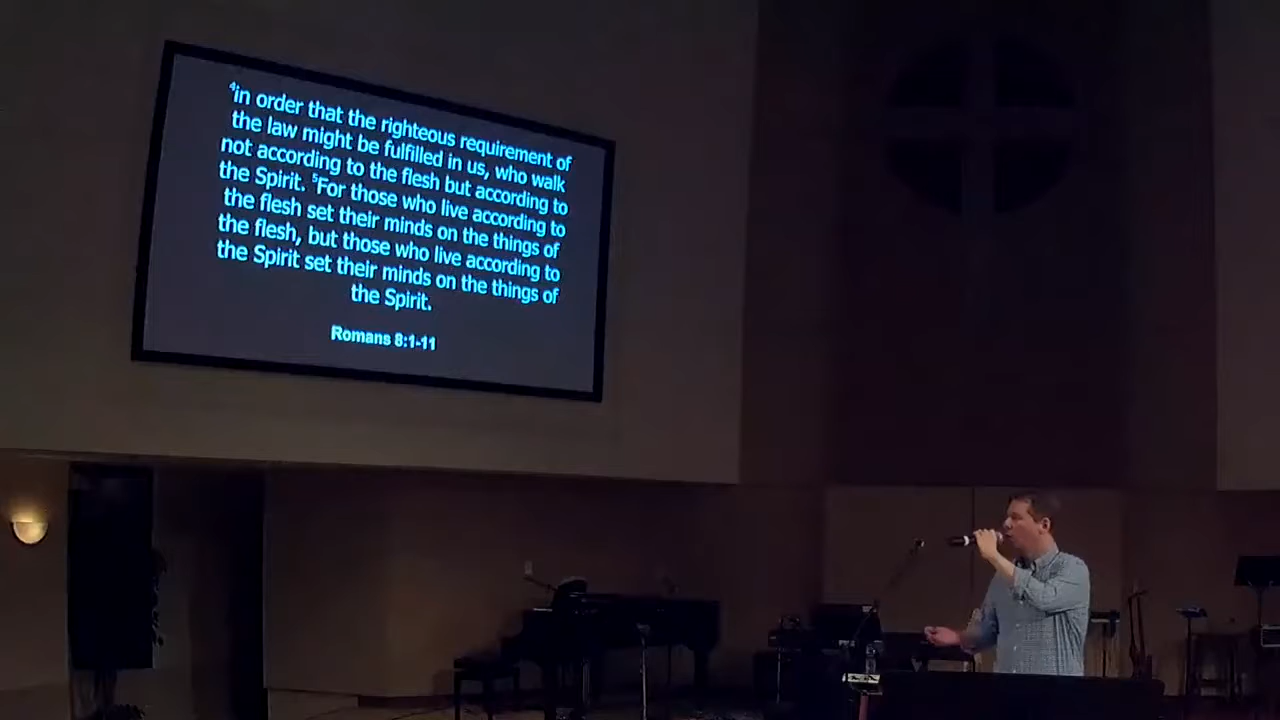 ⁴in order that the righteous requirement of
the law might be fulfilled in us, who walk
not according to the flesh but according to
the Spirit. ⁵For those who live according to
the flesh set their minds on the things of
the flesh, but those who live according to
the Spirit set their minds on the things of
the Spirit.
Romans 8:1-11